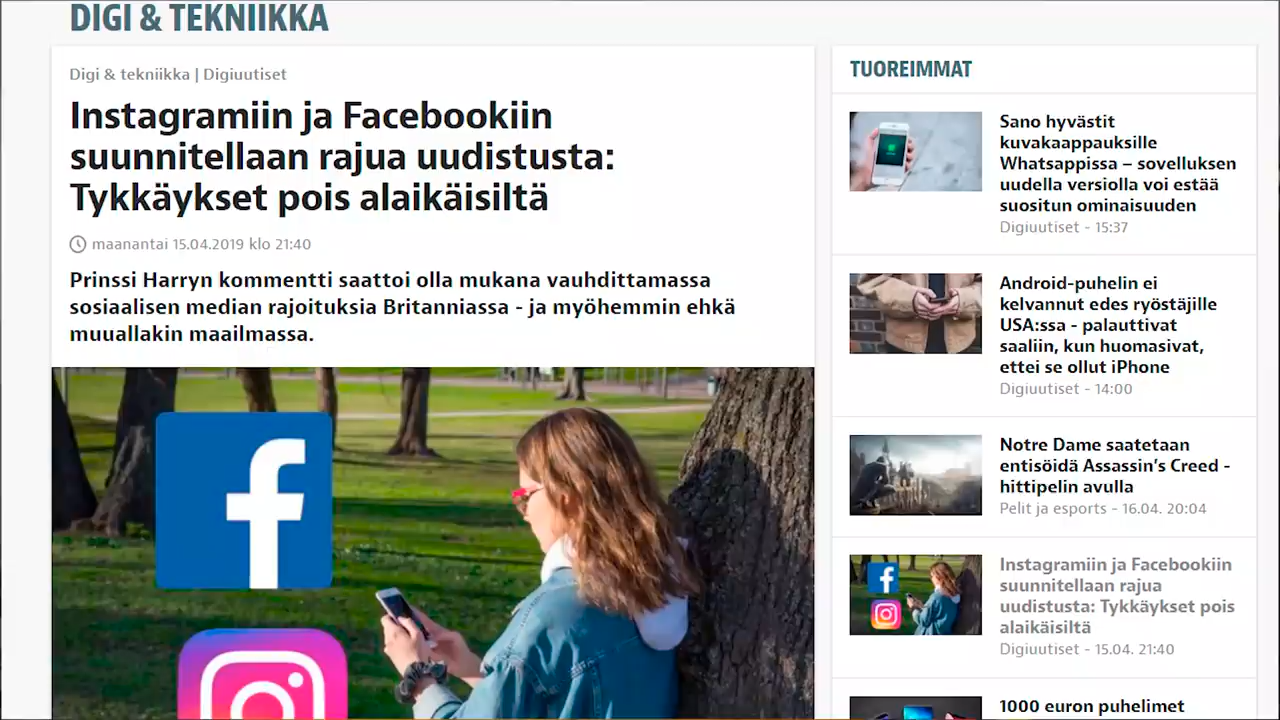 DIGI & TEKNIIKKA
Digi & tekniikka | Digiuutiset
Instagramiin ja Facebookiin
suunnitellaan rajua uudistusta:
Tykkäykset pois alaikäisiltä
maanantai 15.04.2019 klo 21:40
Prinssi Harryn kommentti saattoi olla mukana vauhdittamassa
sosiaalisen median rajoituksia Britanniassa - ja myöhemmin ehkä
muuallakin maailmassa.
TUOREIMMAT
Sano hyvästit
kuvakaappauksille
Whatsappissa – sovelluksen
uudella versiolla voi estää
suositun ominaisuuden
Digiuutiset - 15:37
Android-puhelin ei
kelvannut edes ryöstäjille
USA:ssa - palauttivat
saaliin, kun huomasivat,
ettei se ollut iPhone
Digiuutiset - 14:00
Notre Dame saatetaan
entisöidä Assassin’s Creed -
hittipelin avulla
Pelit ja esports - 16.04. 20:04
Instagramiin ja Facebookiin
suunnitellaan rajua
uudistusta: Tykkäykset pois
alaikäisiltä
Digiuutiset - 15.04. 21:40
1000 euron puhelimet